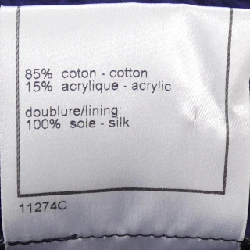 85% coton - cotton
15% acrylique - acrylic
doublure/lining
100% soie - silk
11274C